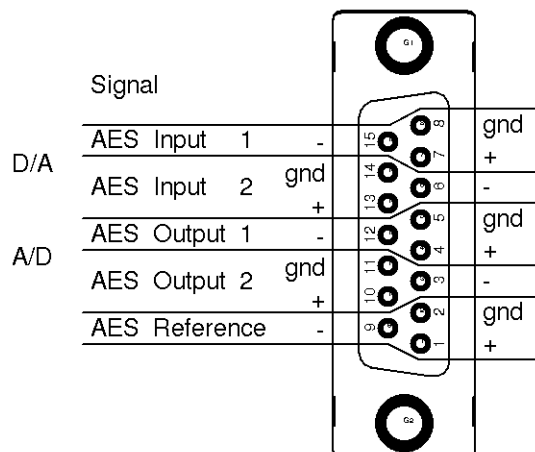 G1
Signal
8 gnd
AES Input 1 - 15
7 +
D/A
14
AES Input 2 gnd
6 -
+ 13
5 gnd
AES Output 1 - 12
4 +
A/D
11
AES Output 2 gnd
3 -
+ 10
2 gnd
AES Reference - 9
1 +
G2